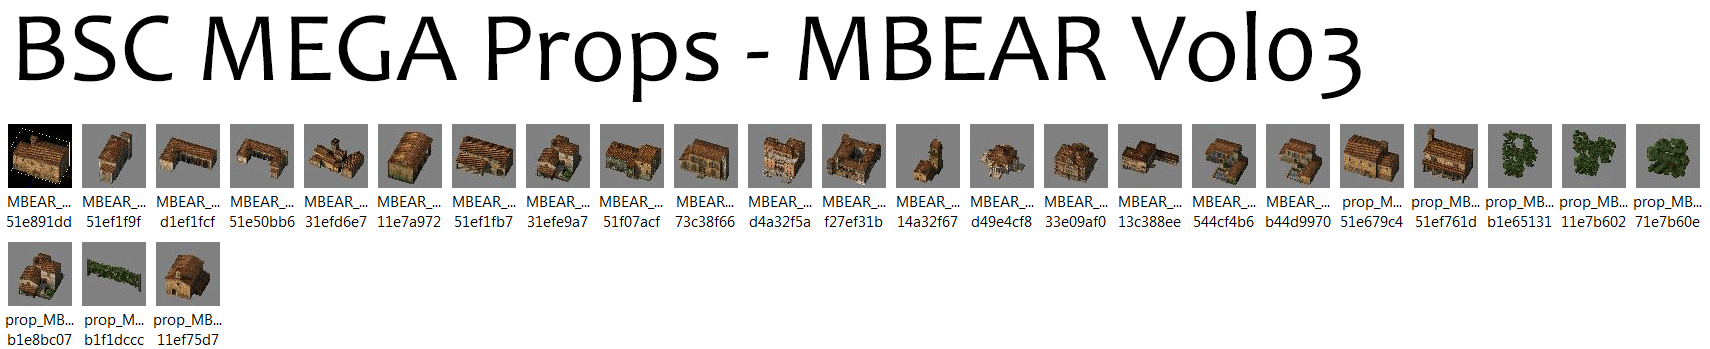 BSC MEGA Props - MBEAR Vol03
MBEAR_... MBEAR_... MBEAR_... MBEAR_... MBEAR_... MBEAR_... MBEAR_... MBEAR_... MBEAR_... MBEAR_... MBEAR_... MBEAR_... MBEAR_... MBEAR_... MBEAR_... MBEAR_... MBEAR_... MBEAR_... prop_M... prop_MB... prop_MB... prop_MB... prop_MB...
51e891dd 51ef1f9f d1ef1fcf 51e50bb6 31efd6e7 11e7a972 51ef1fb7 31efe9a7 51f07acf 73c38f66 d4a32f5a f27ef31b 14a32f67 d49e4cf8 33e09af0 13c388ee 544cf4b6 b44d9970 51e679c4 51ef761d b1e65131 11e7b602 71e7b60e
prop_MB... prop_M... prop_MB...
b1e8bc07 b1f1dccc 11ef75d7